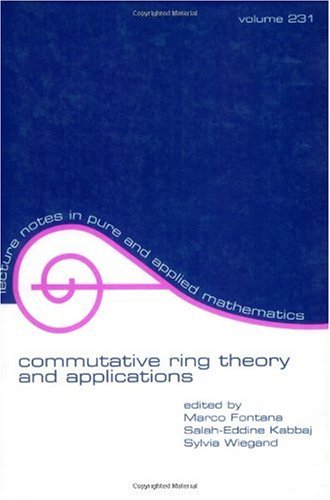 volume 231
lecture notes in pure and applied mathematics
commutative ring theory
and applications
edited by
Marco Fontana
Salah-Eddine Kabbaj
Sylvia Wiegand